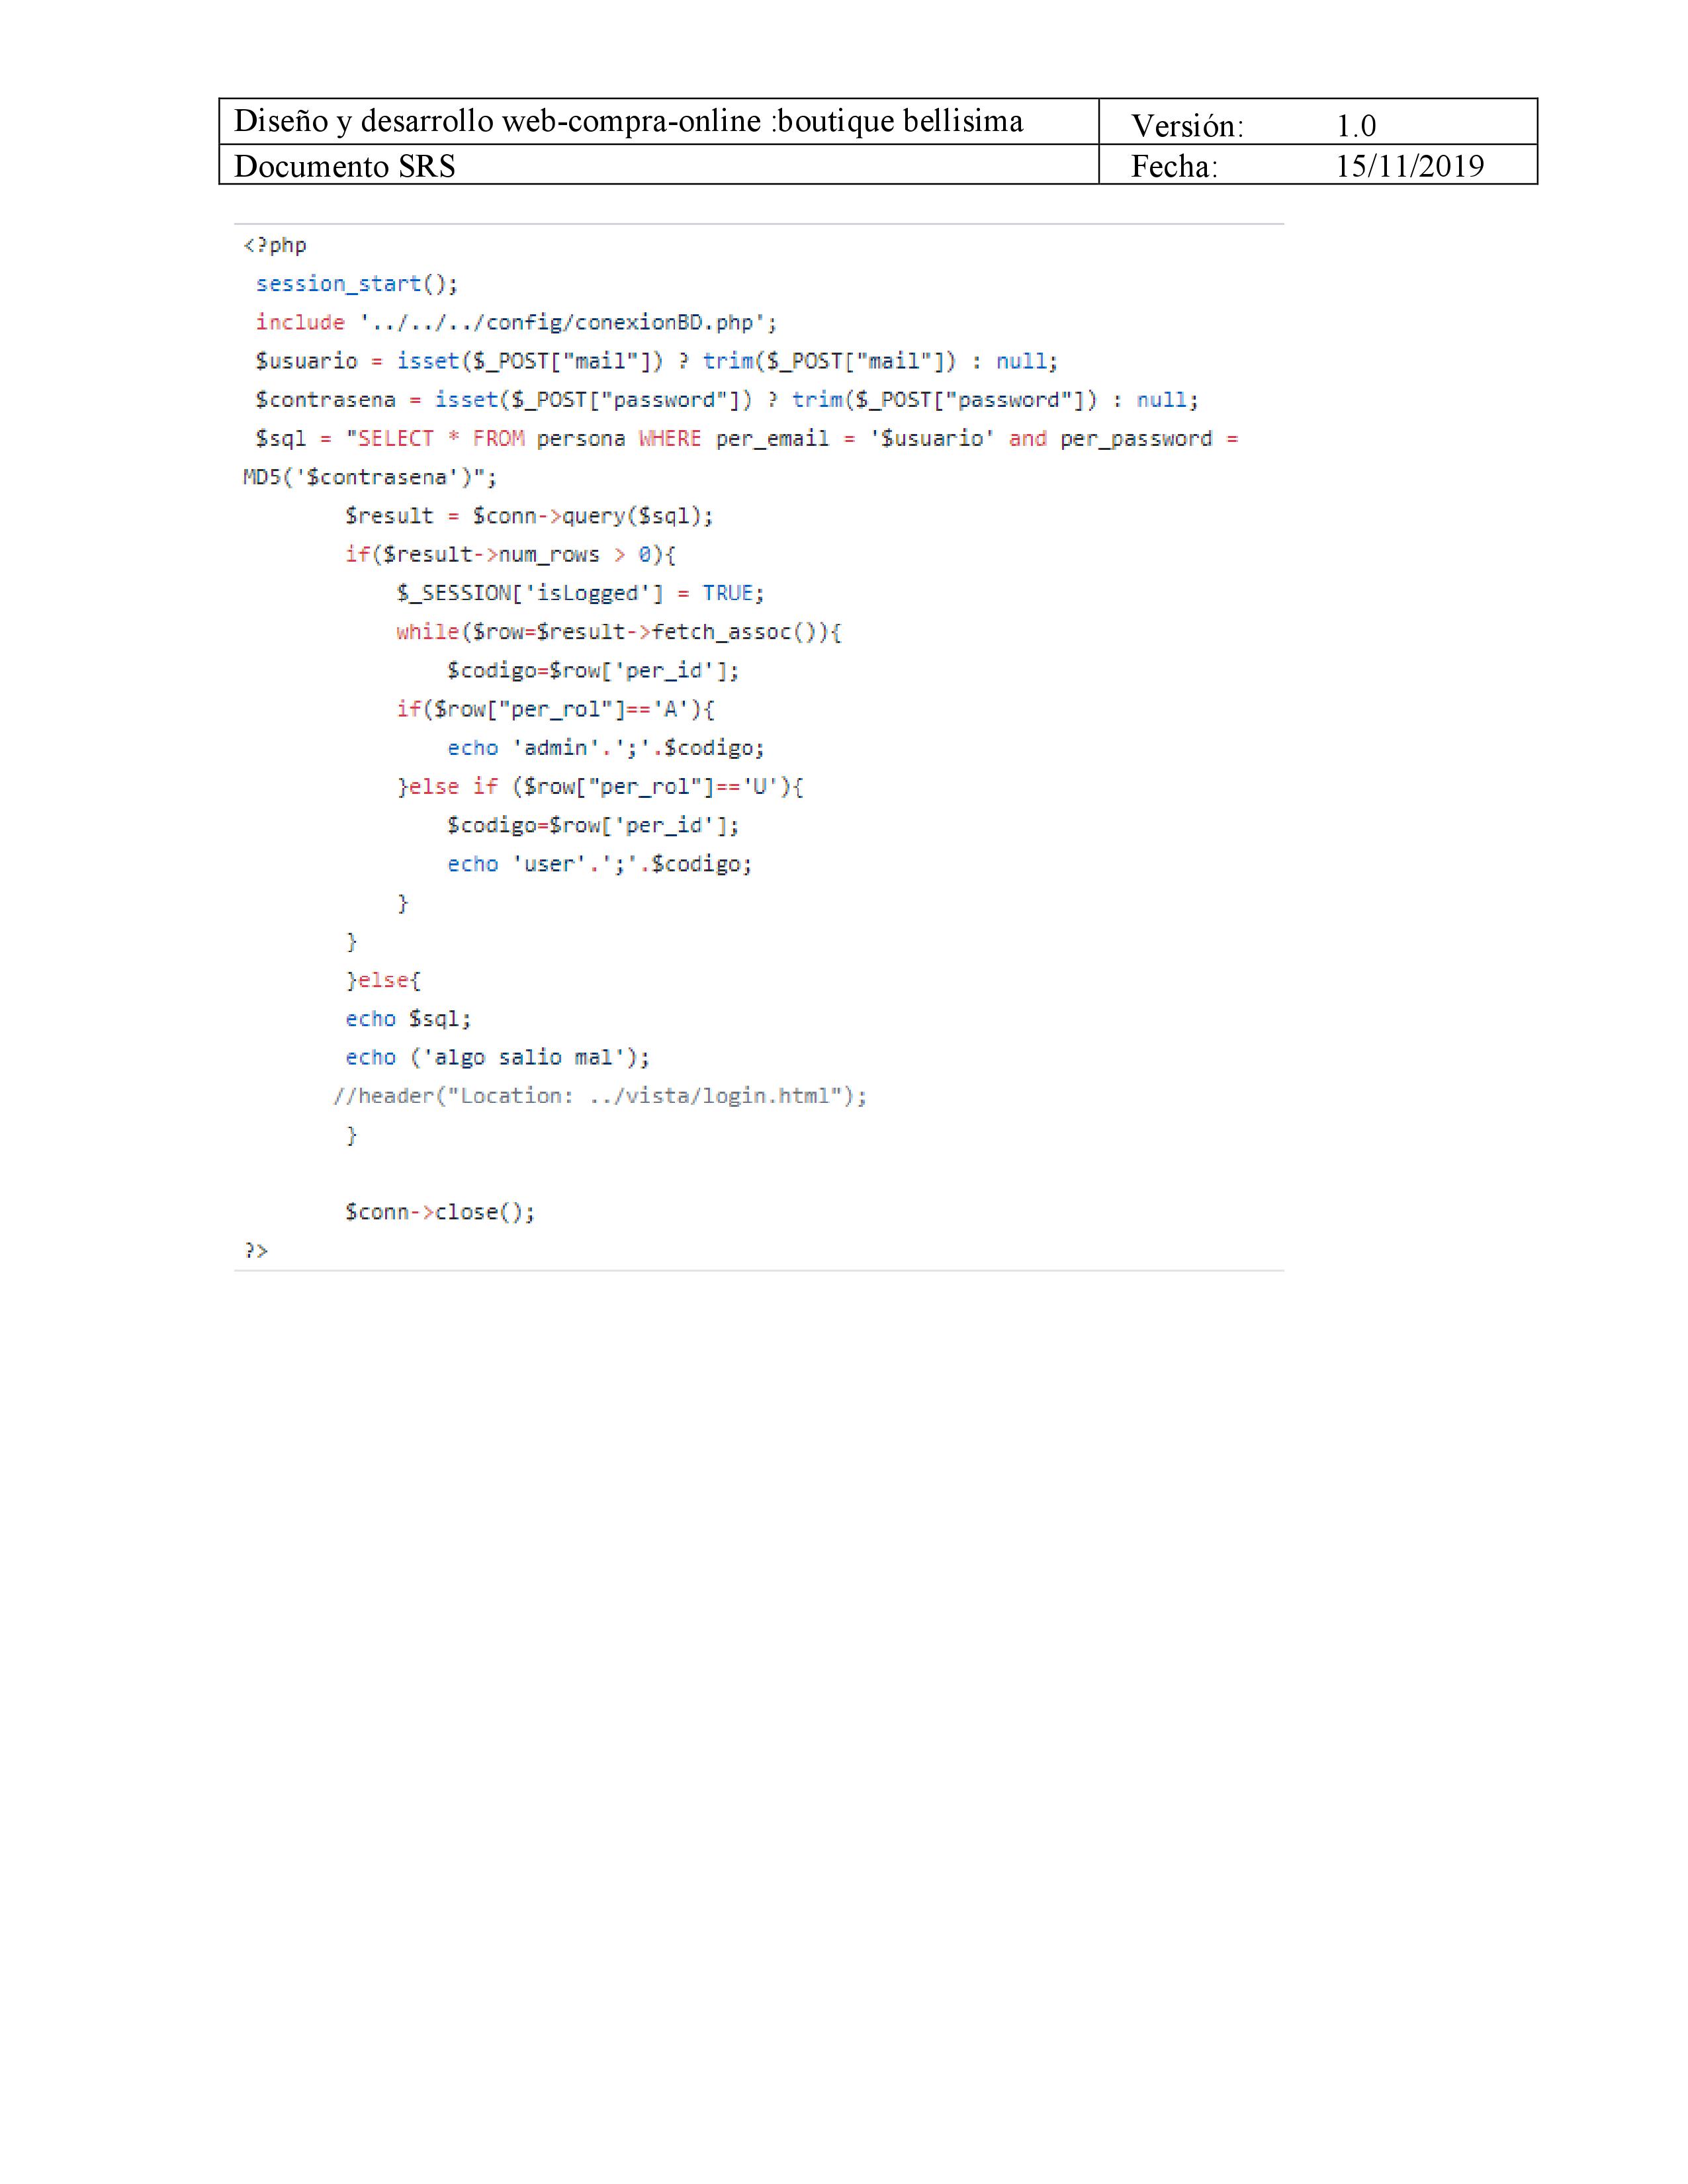 Diseño y desarrollo web-compra-online :boutique bellisima Versión: 1.0
Documento SRS Fecha: 15/11/2019
<?php
session_start();
include '../../../config/conexionBD.php';
$usuario = isset($_POST["mail"]) ? trim($_POST["mail"]) : null;
$contrasena = isset($_POST["password"]) ? trim($_POST["password"]) : null;
$sql = "SELECT * FROM persona WHERE per_email = '$usuario' and per_password =
MD5('$contrasena')";
$result = $conn->query($sql);
if($result->num_rows > 0){
$_SESSION['isLogged'] = TRUE;
while($row=$result->fetch_assoc()){
$codigo=$row['per_id'];
if($row["per_rol"]=='A'){
echo 'admin'.';'.$codigo;
}else if ($row["per_rol"]=='U'){
$codigo=$row['per_id'];
echo 'user'.';'.$codigo;
}
}
}else{
echo $sql;
echo ('algo salio mal');
//header("Location: ../vista/login.html");
}
$conn->close();
?>